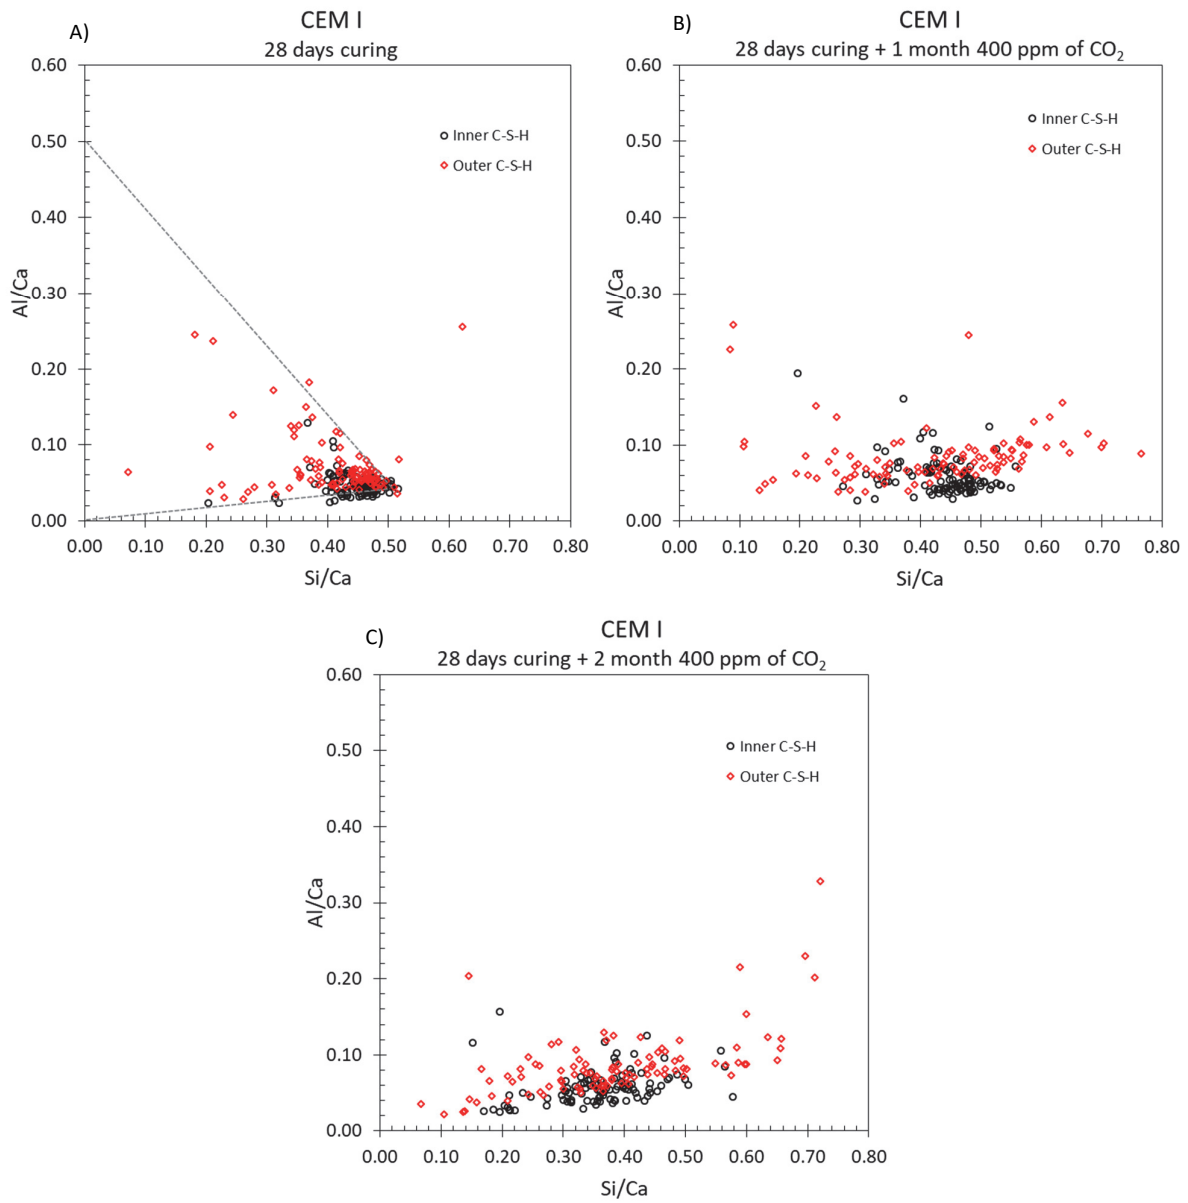 A)
CEM I
28 days curing
0.60
0.50
0.40
0.30
0.20
0.10
0.00
Al/Ca
Inner C-S-H
Outer C-S-H
0.00 0.10 0.20 0.30 0.40 0.50 0.60 0.70 0.80
Si/Ca
B)
CEM I
28 days curing + 1 month 400 ppm of CO₂
0.60
0.50
0.40
0.30
0.20
0.10
0.00
Al/Ca
Inner C-S-H
Outer C-S-H
0.00 0.10 0.20 0.30 0.40 0.50 0.60 0.70 0.80
Si/Ca
C)
CEM I
28 days curing + 2 month 400 ppm of CO₂
0.60
0.50
0.40
0.30
0.20
0.10
0.00
Al/Ca
Inner C-S-H
Outer C-S-H
0.00 0.10 0.20 0.30 0.40 0.50 0.60 0.70 0.80
Si/Ca